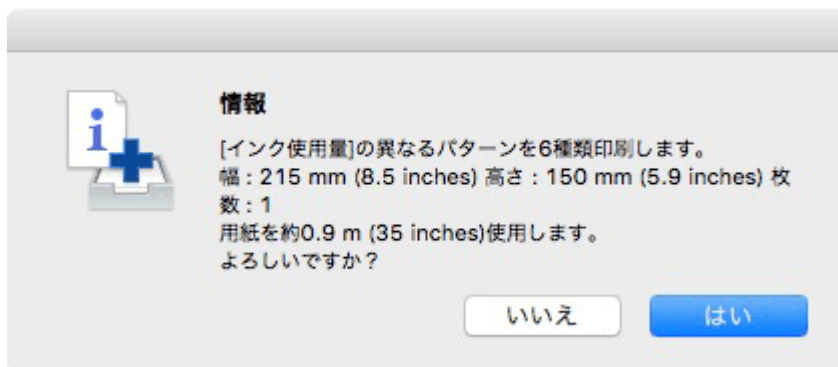 情報
[インク使用量]の異なるパターンを6種類印刷します。
幅：215 mm (8.5 inches) 高さ：150 mm (5.9 inches) 枚
数：1
用紙を約0.9 m (35 inches)使用します。
よろしいですか？
いいえ
はい